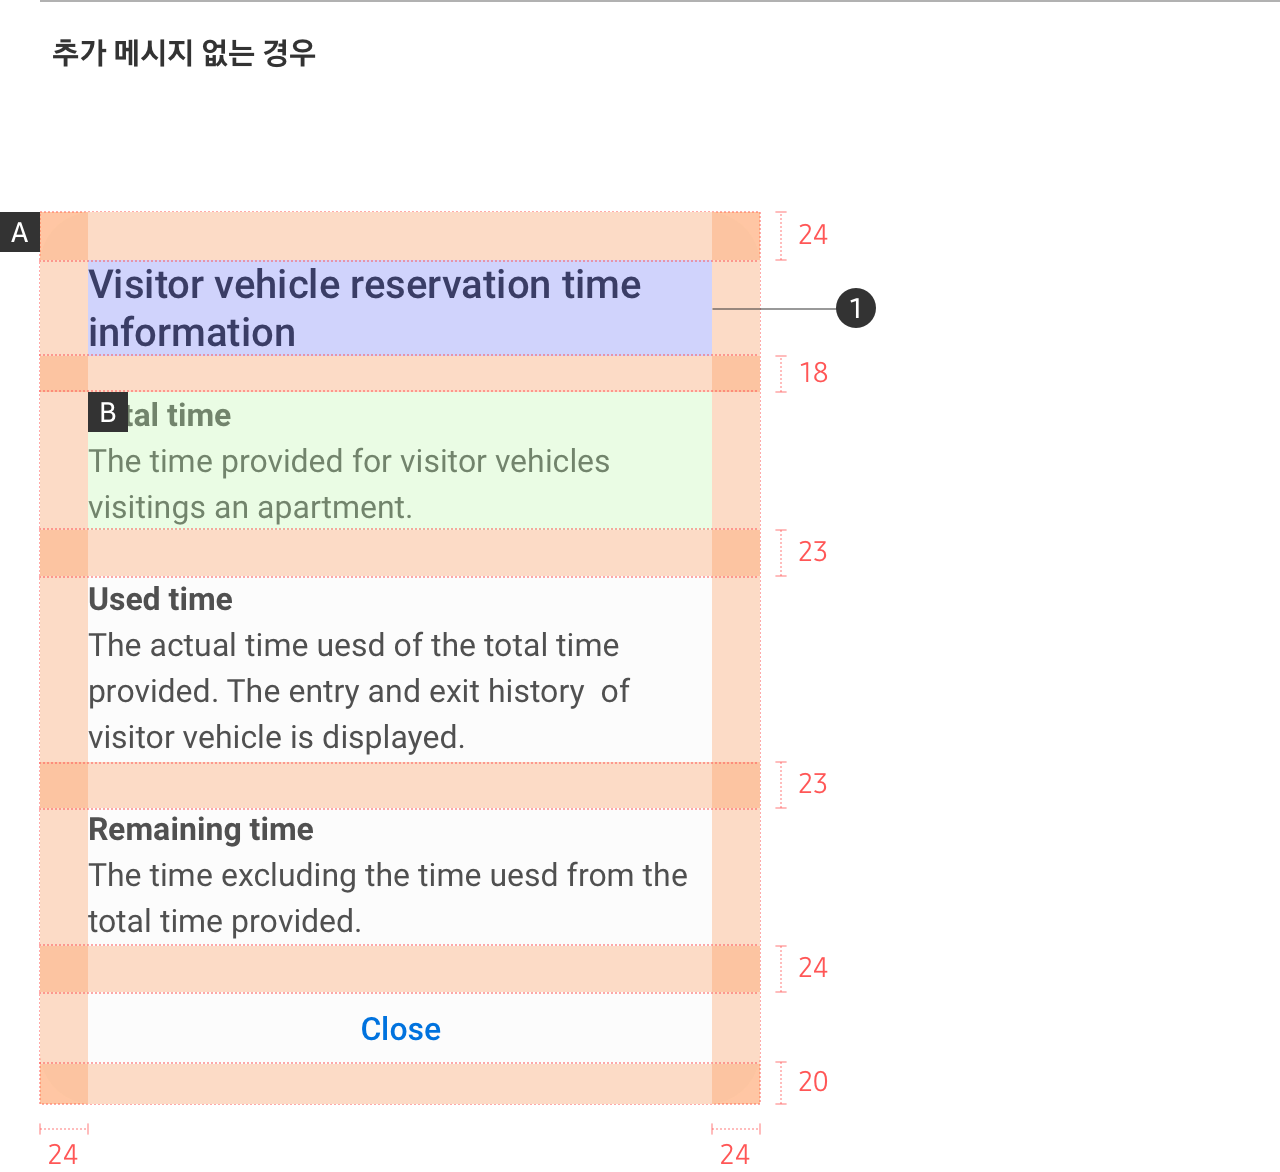 추가 메시지 없는 경우
A
24
Visitor vehicle reservation time
information
1
18
B
tal time
The time provided for visitor vehicles
visitings an apartment.
23
Used time
The actual time uesd of the total time
provided. The entry and exit history  of
visitor vehicle is displayed.
23
Remaining time
The time excluding the time uesd from the
total time provided.
24
Close
20
24
24